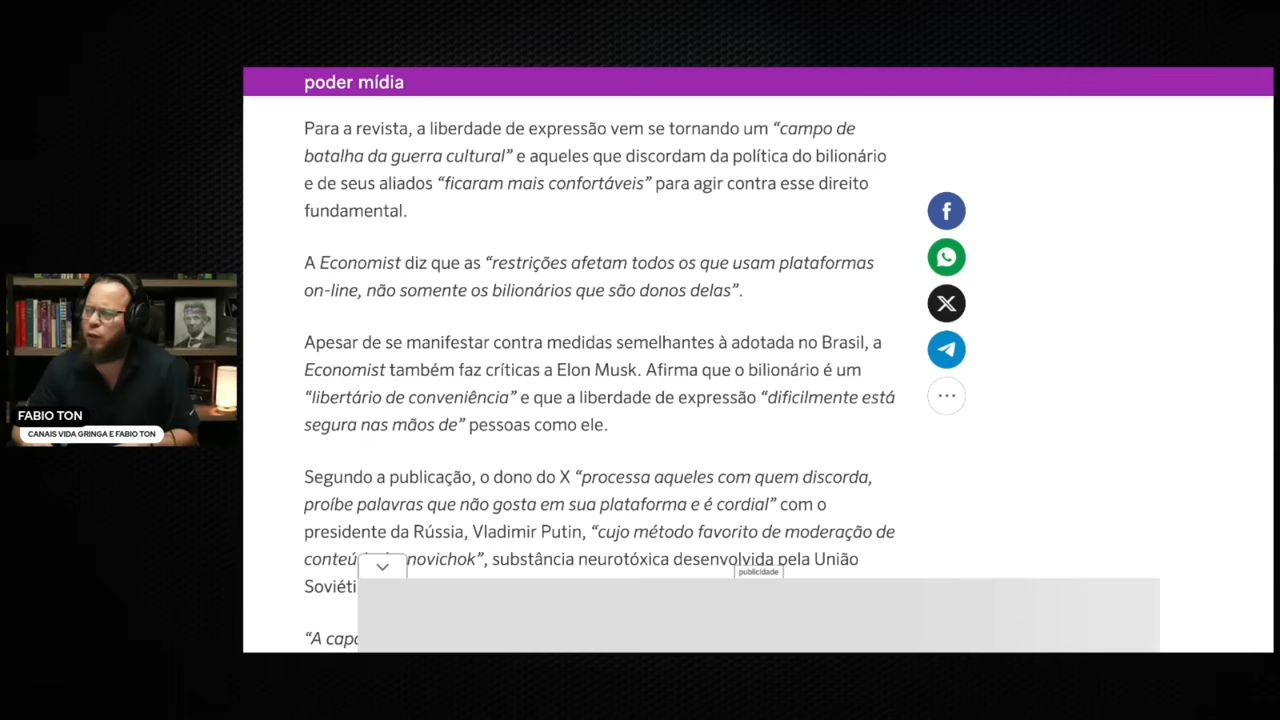 poder mídia
Para a revista, a liberdade de expressão vem se tornando um “campo de
batalha da guerra cultural” e aqueles que discordam da política do bilionário
e de seus aliados “ficaram mais confortáveis” para agir contra esse direito
fundamental.
A Economist diz que as “restrições afetam todos os que usam plataformas
on-line, não somente os bilionários que são donos delas”.
Apesar de se manifestar contra medidas semelhantes à adotada no Brasil, a
Economist também faz críticas a Elon Musk. Afirma que o bilionário é um
“libertário de conveniência” e que a liberdade de expressão “dificilmente está
segura nas mãos de” pessoas como ele.
Segundo a publicação, o dono do X “processa aqueles com quem discorda,
proíbe palavras que não gosta em sua plataforma e é cordial” com o
presidente da Rússia, Vladimir Putin, “cujo método favorito de moderação de
novichok”, substância neurotóxica desenvolvida pela União
publicidade
“A
FABIO TON
CANAIS VIDA GRINGA E FABIO TON